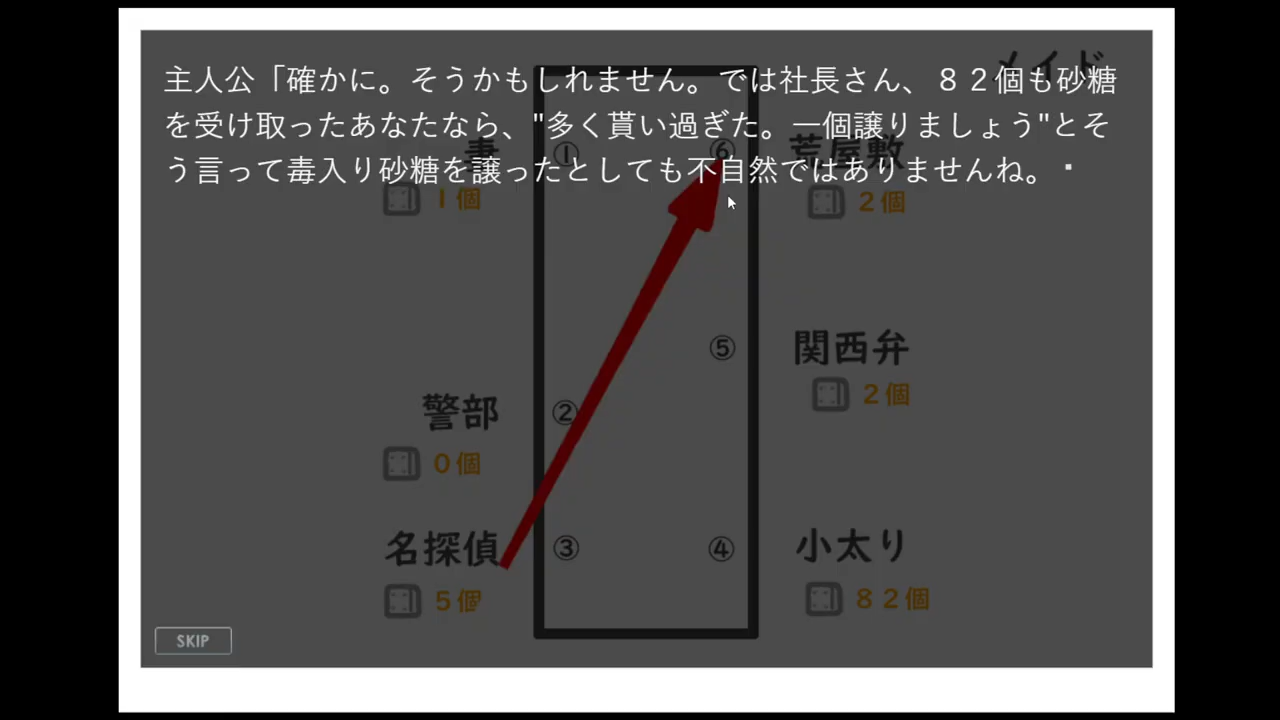 主人公「確かに。そうかもしれません。では社長さん、８２個も砂糖
を受け取ったあなたなら、"多く貰い過ぎた。一個譲りましょう"とそ
う言って毒入り砂糖を譲ったとしても不自然ではありませんね。
メイド
妻
①
⑥
荒屋敷
1個
2個
⑤
関西弁
2個
警部
②
0個
名探偵
③
④
小太り
5個
８２個
SKIP